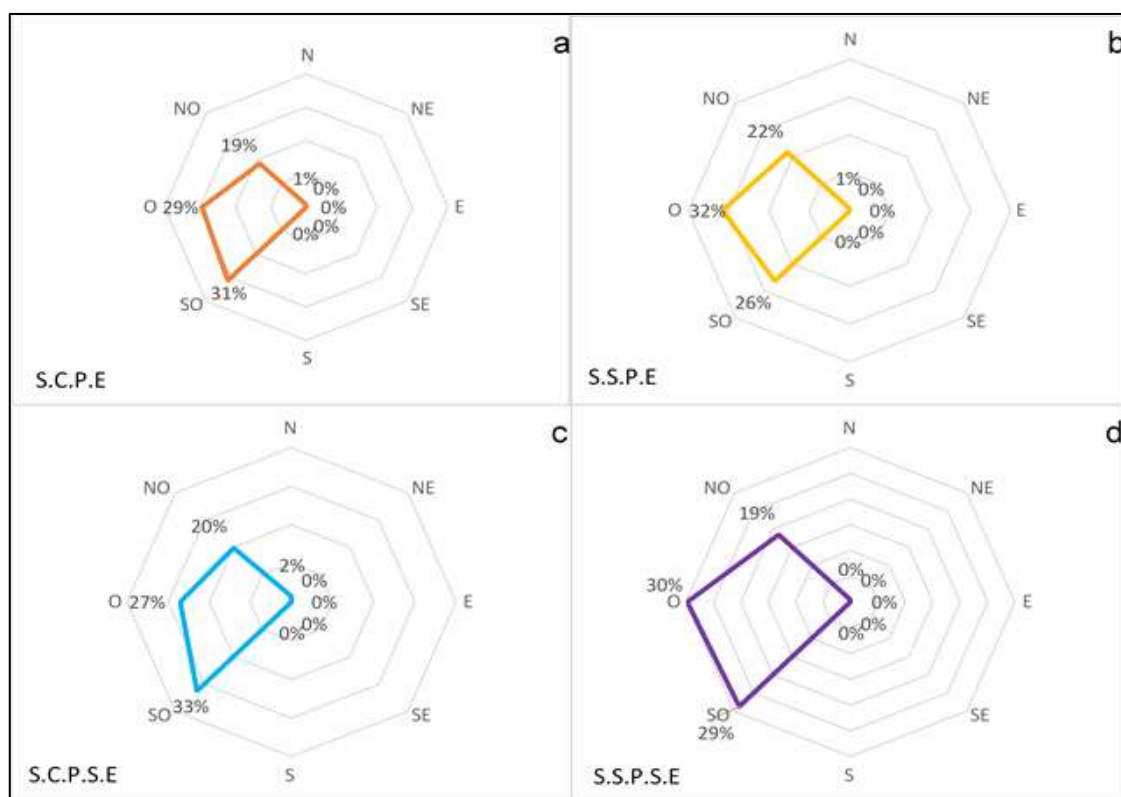 a
N
NO
NE
19%
1%
0%
O
29%
0%
E
0%
0%
31%
SO
SE
S
S.C.P.E
b
N
NO
NE
22%
1%
0%
O
32%
0%
E
0%
0%
26%
SO
SE
S
S.S.P.E
c
N
NO
NE
20%
2%
0%
O
27%
0%
E
0%
0%
33%
SO
SE
S
S.C.P.S.E
d
N
NO
NE
19%
0%
0%
30%
O
0%
E
0%
0%
SO
29%
SE
S
S.S.P.S.E